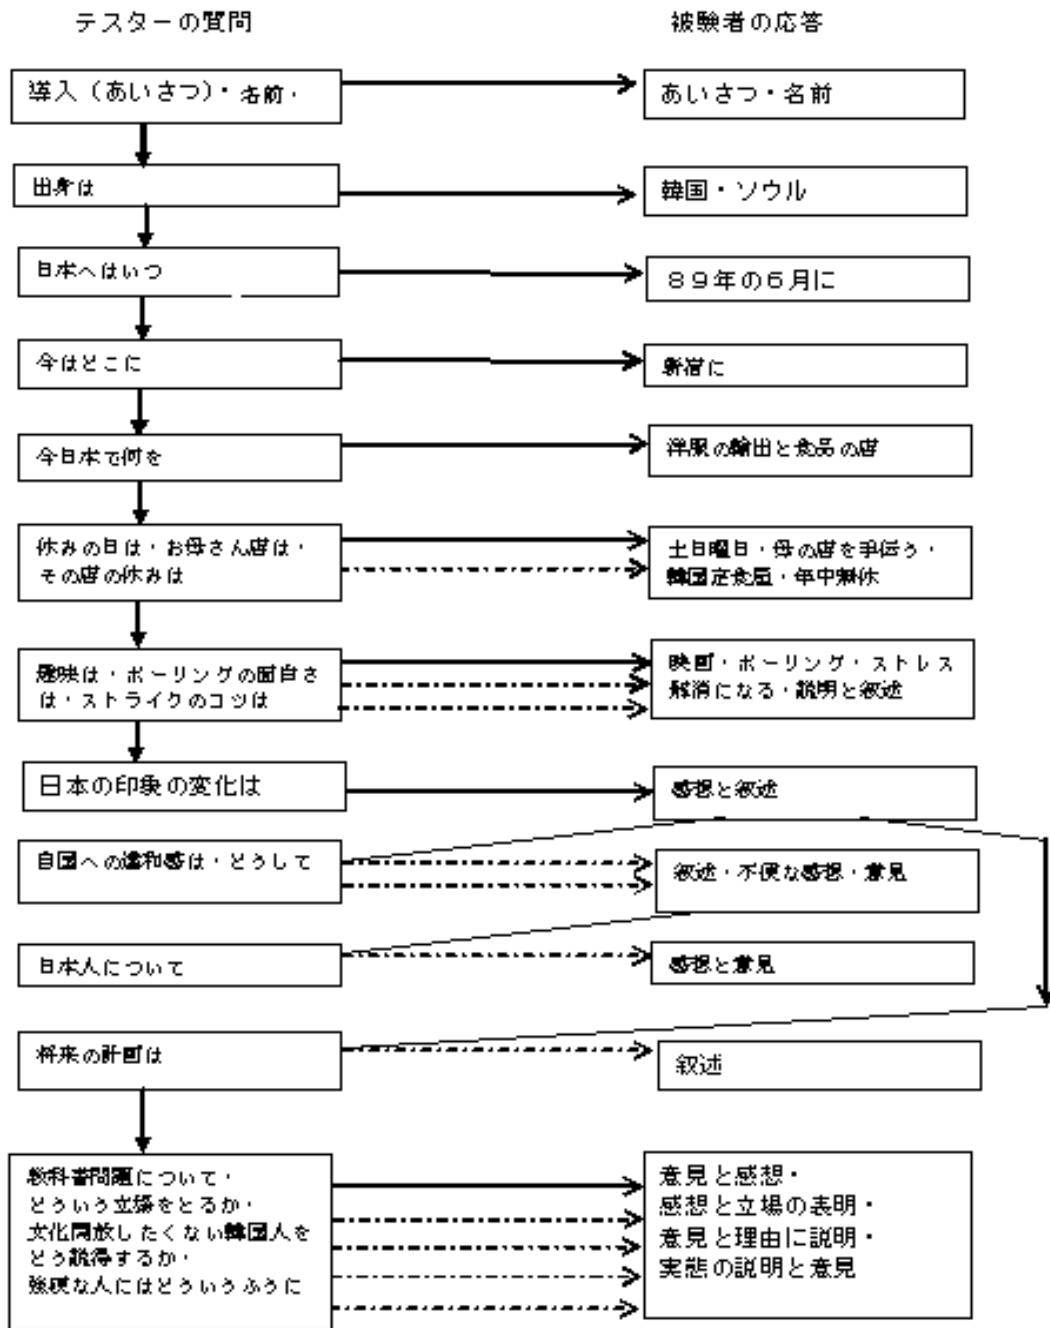 テスターの質問
被験者の応答
導入（あいさつ）・名前・
あいさつ・名前
出身は
韓国・ソウル
日本へはいつ
８９年の６月に
今はどこに
新宿に
今日本で何を
洋服の輸出と食品の店
休みの日は・お母さん店は・
その店の休みは
土日曜日・母の店を手伝う・
韓国定食屋・年中無休
趣味は・ボーリングの面白さ
は・ストライクのコツは
映画・ボーリング・ストレス
解消になる・説明と叙述
日本の印象の変化は
感想と叙述
自国への違和感は・どうして
叙述・不便な感想・意見
日本人について
感想と意見
将来の計画は
叙述
教科書問題について・
どういう立場をとるか・
文化開放したくない韓国人を
どう説得するか・
強硬な人にはどういうふうに
意見と感想・
感想と立場の表明・
意見と理由に説明・
実態の説明と意見